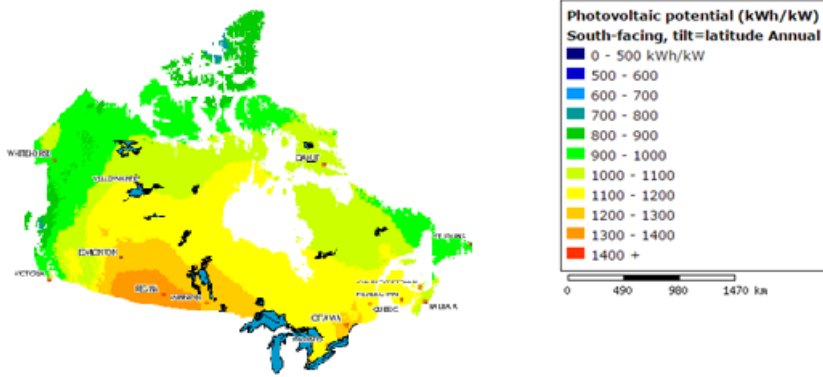 WHITEHORSE
YELLOWKNIFE
IQALUIT
EDMONTON
VICTORIA
REGINA
WINNIPEG
OTTAWA
QUEBEC
HALIFAX
Photovoltaic potential (kWh/kW)
South-facing, tilt=latitude Annual
0 - 500 kWh/kW
500 - 600
600 - 700
700 - 800
800 - 900
900 - 1000
1000 - 1100
1100 - 1200
1200 - 1300
1300 - 1400
1400 +
0 490 980 1470 km